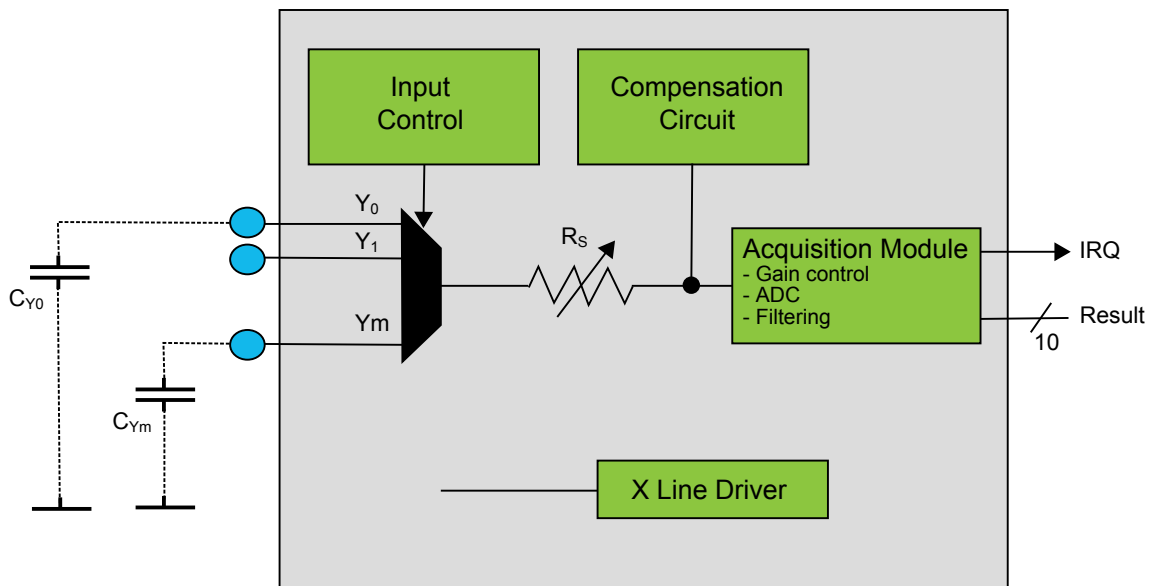 Input
Control
Compensation
Circuit
Y0
Y1
Ym
RS
Acquisition Module
- Gain control
- ADC
- Filtering
IRQ
Result
10
CY0
CYm
X Line Driver